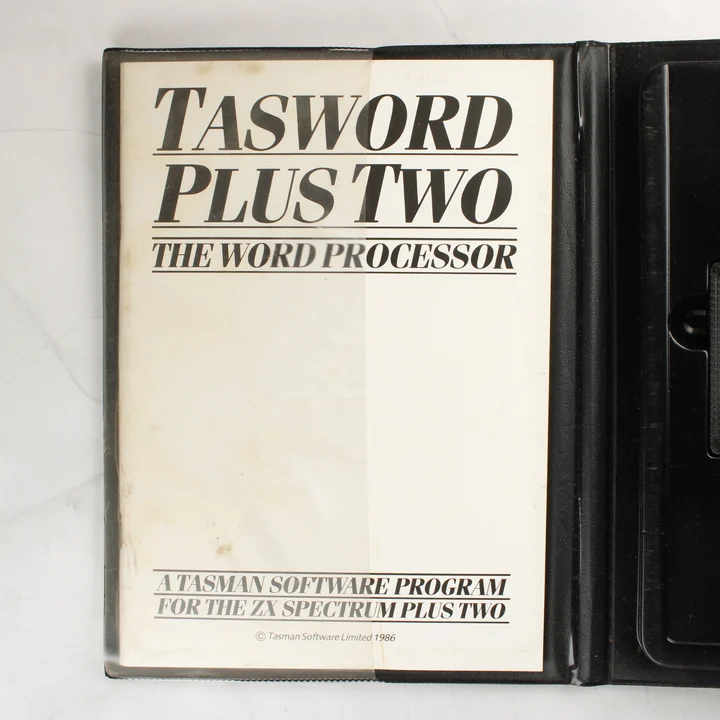 TASWORD
PLUS TWO
THE WORD PROCESSOR
A TASMAN SOFTWARE PROGRAM
FOR THE ZX SPECTRUM PLUS TWO
© Tasman Software Limited 1986